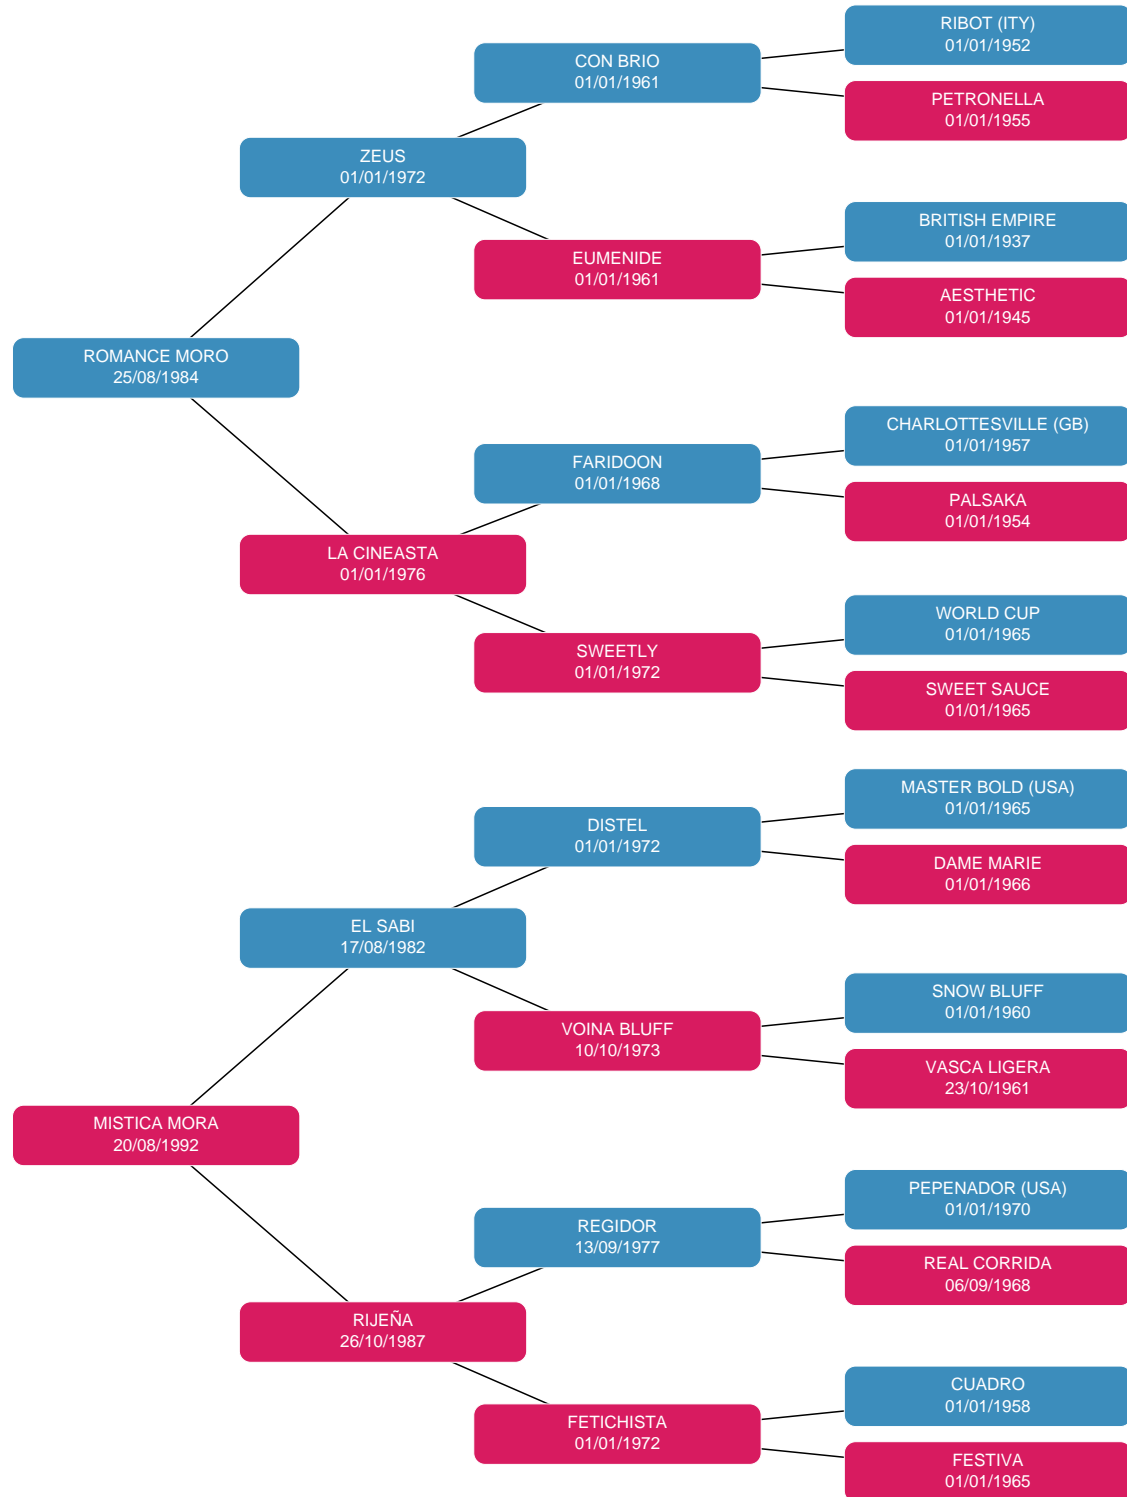 RIBOT (ITY)
01/01/1952
CON BRIO
01/01/1961
PETRONELLA
01/01/1955
ZEUS
01/01/1972
BRITISH EMPIRE
01/01/1937
EUMENIDE
01/01/1961
AESTHETIC
01/01/1945
ROMANCE MORO
25/08/1984
CHARLOTTESVILLE (GB)
01/01/1957
FARIDOON
01/01/1968
PALSAKA
01/01/1954
LA CINEASTA
01/01/1976
WORLD CUP
01/01/1965
SWEETLY
01/01/1972
SWEET SAUCE
01/01/1965
MASTER BOLD (USA)
01/01/1965
DISTEL
01/01/1972
DAME MARIE
01/01/1966
EL SABI
17/08/1982
SNOW BLUFF
01/01/1960
VOINA BLUFF
10/10/1973
VASCA LIGERA
23/10/1961
MISTICA MORA
20/08/1992
PEPENADOR (USA)
01/01/1970
REGIDOR
13/09/1977
REAL CORRIDA
06/09/1968
RIJEÑA
26/10/1987
CUADRO
01/01/1958
FETICHISTA
01/01/1972
FESTIVA
01/01/1965